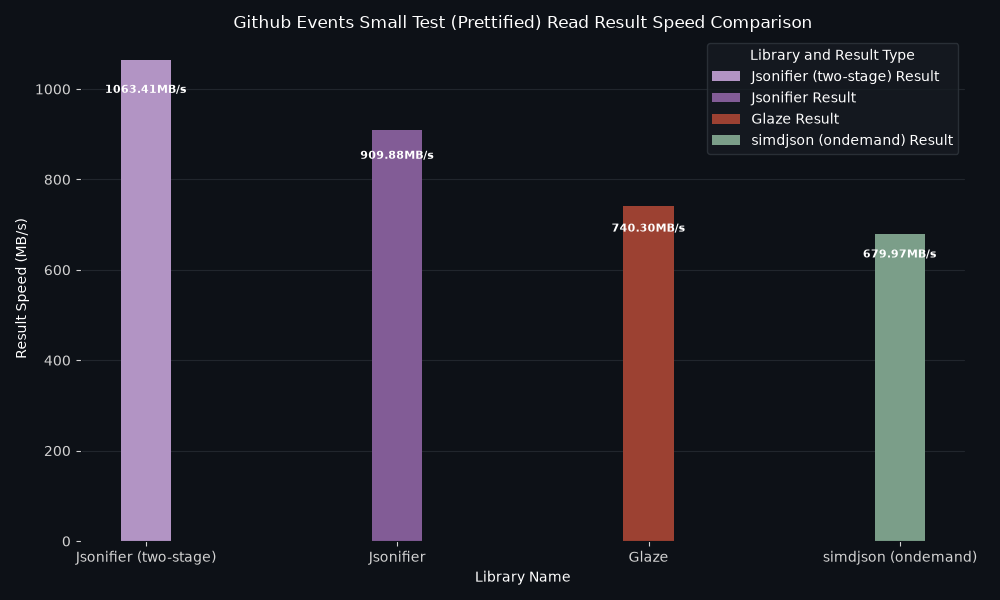 Github Events Small Test (Prettified) Read Result Speed Comparison
Library and Result Type
Jsonifier (two-stage) Result
Jsonifier Result
Glaze Result
simdjson (ondemand) Result
Result Speed (MB/s)
1000
800
600
400
200
0
1063.41MB/s
909.88MB/s
740.30MB/s
679.97MB/s
Jsonifier (two-stage)
Jsonifier
Glaze
simdjson (ondemand)
Library Name